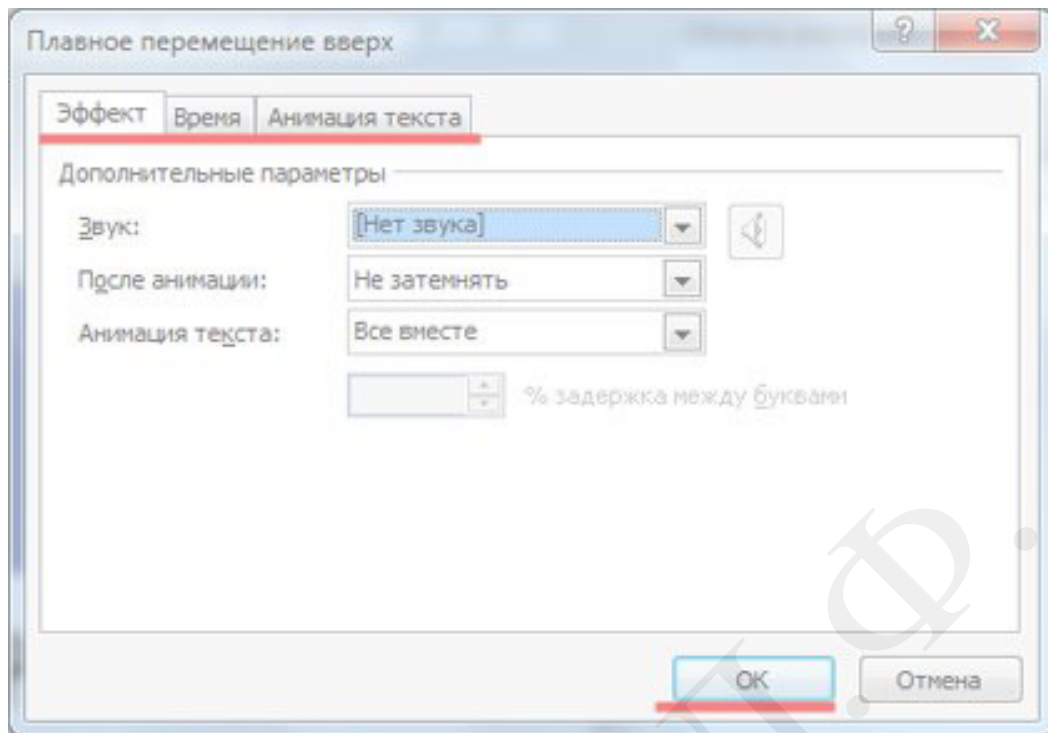 Плавное перемещение вверх
Эффект Время Анимация текста
Дополнительные параметры
Звук: [Нет звука]
После анимации: Не затемнять
Анимация текста: Все вместе
% задержка между буквами
ОК Отмена